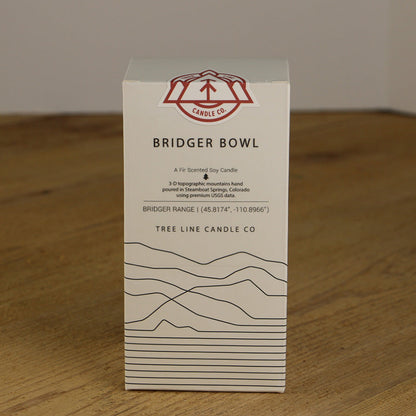 CANDLE CO.
BRIDGER BOWL
A Fir Scented Soy Candle
3-D topographic mountains hand
poured in Steamboat Springs, Colorado
using premium USGS data.
BRIDGER RANGE | (45.8174°, -110.8966°)
TREE LINE CANDLE CO